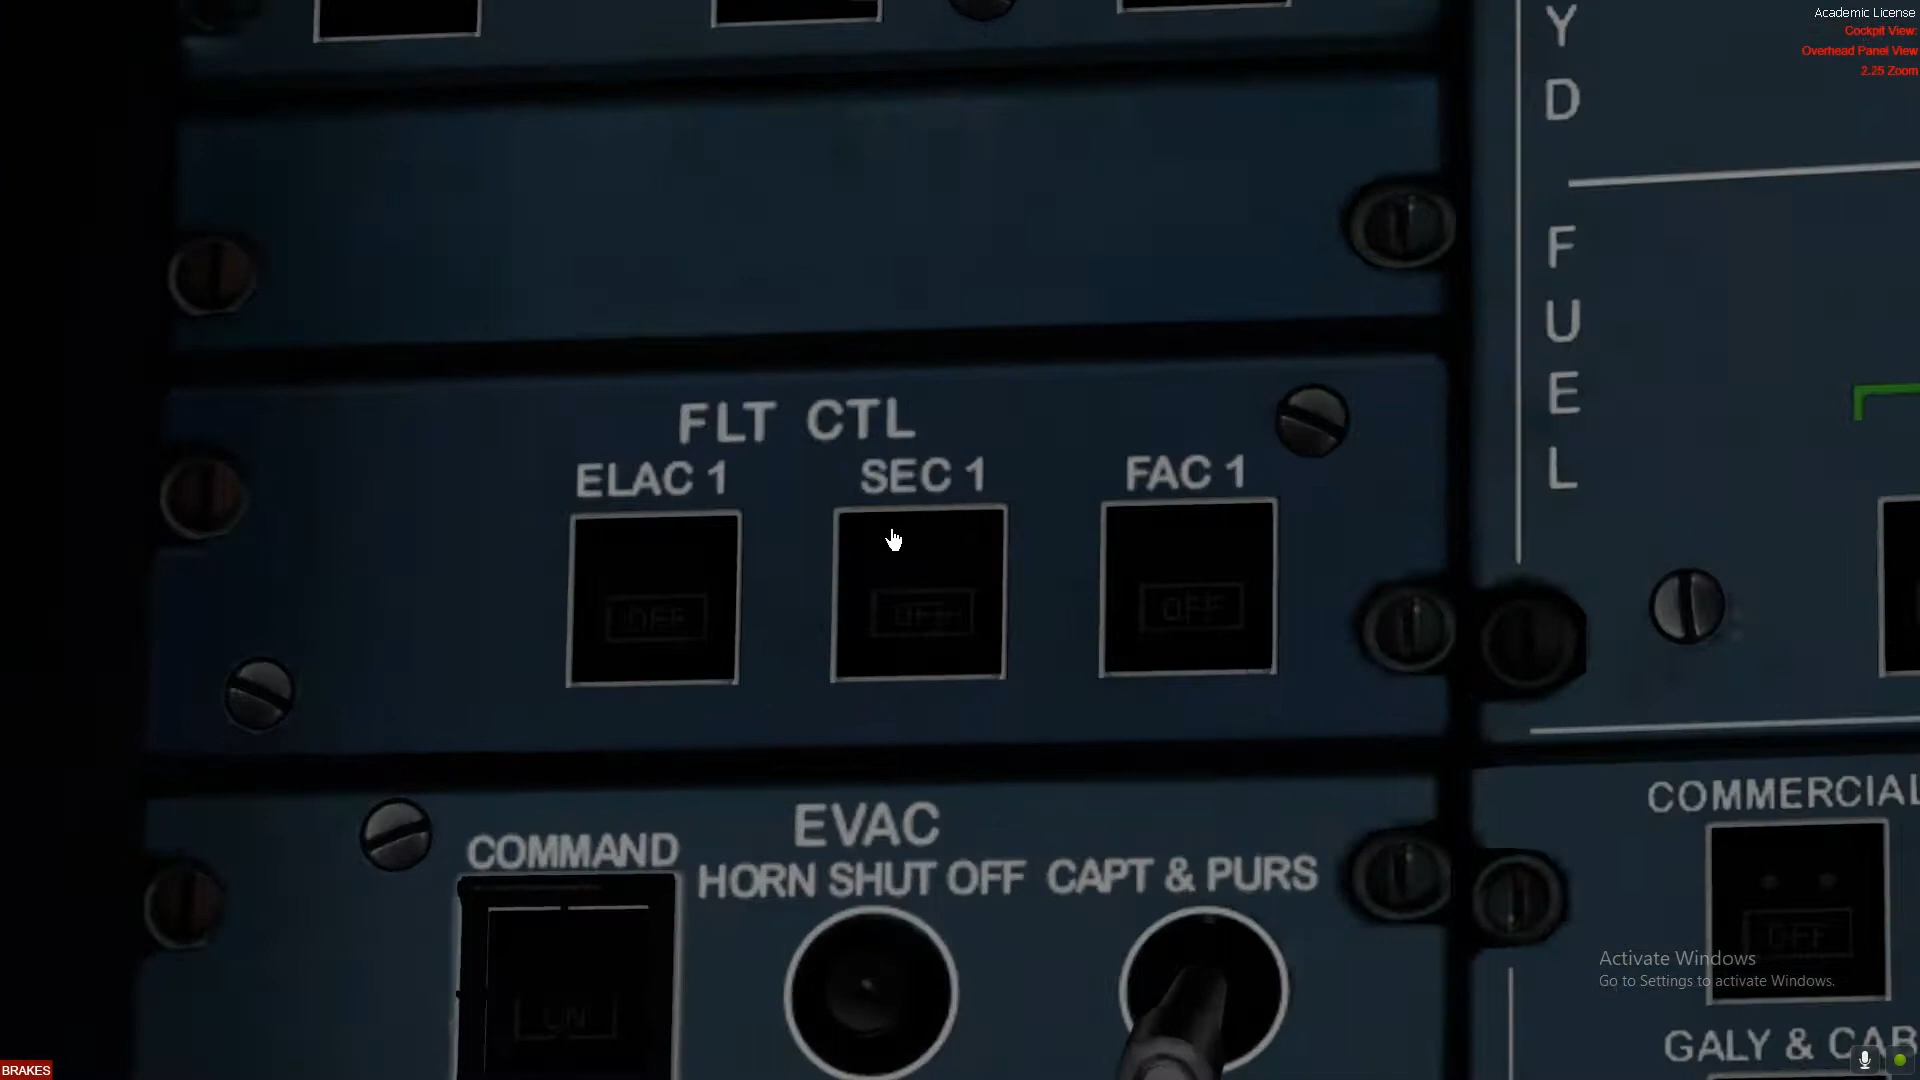 Academic License
Cockpit View:
Overhead Panel View
2.25 Zoom
Y
D
F
U
E
L
FLT CTL
ELAC 1 SEC 1 FAC 1
OFF OFF OFF
EVAC
COMMAND HORN SHUT OFF CAPT & PURS
ON
COMMERCIAL
OFF
Activate Windows
Go to Settings to activate Windows.
GALY & CAB
BRAKES